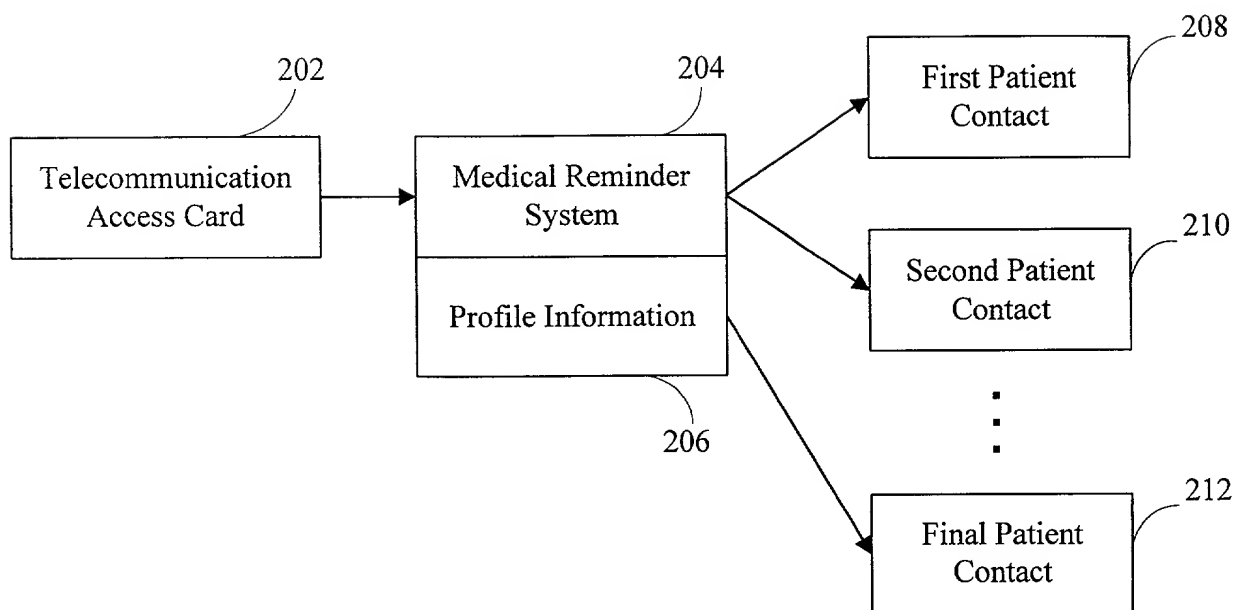 202
Telecommunication
Access Card
204
Medical Reminder
System
Profile Information
206
208
First Patient
Contact
210
Second Patient
Contact
212
Final Patient
Contact